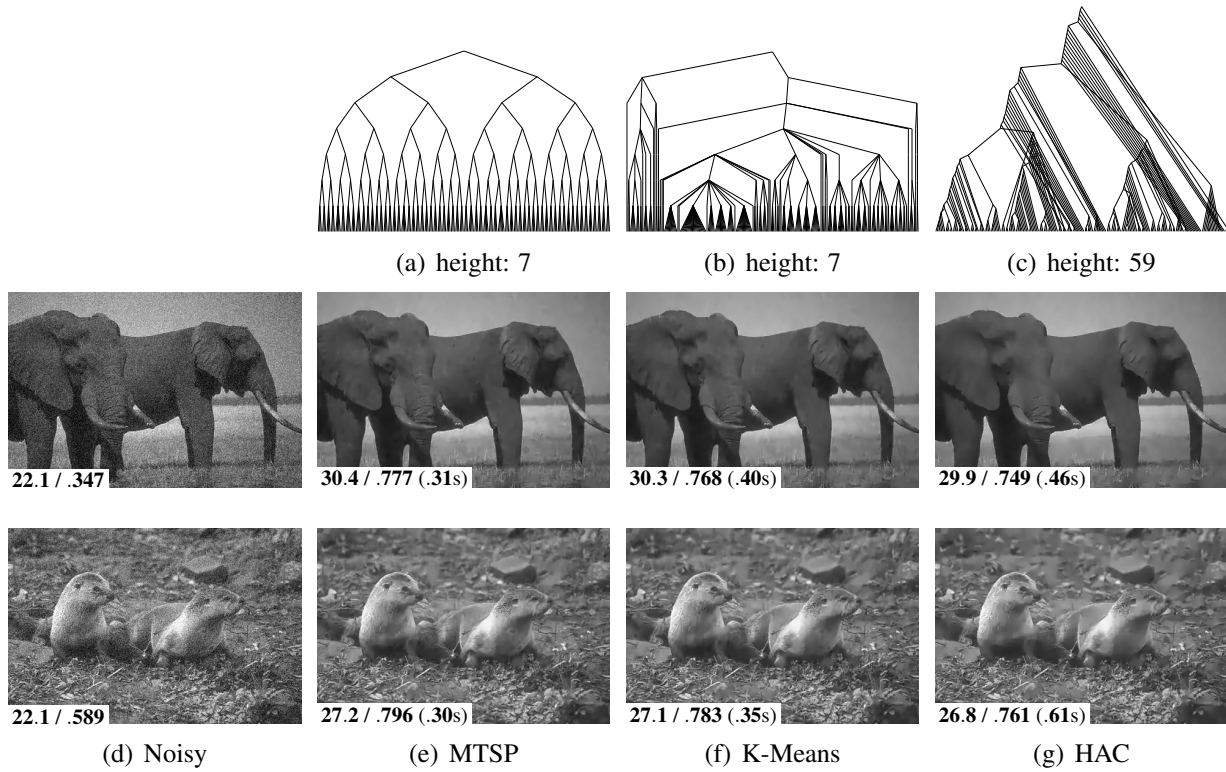 (a) height: 7
(b) height: 7
(c) height: 59
22.1 / .347
30.4 / .777 (.31s)
30.3 / .768 (.40s)
29.9 / .749 (.46s)
22.1 / .589
27.2 / .796 (.30s)
27.1 / .783 (.35s)
26.8 / .761 (.61s)
(d) Noisy
(e) MTSP
(f) K-Means
(g) HAC